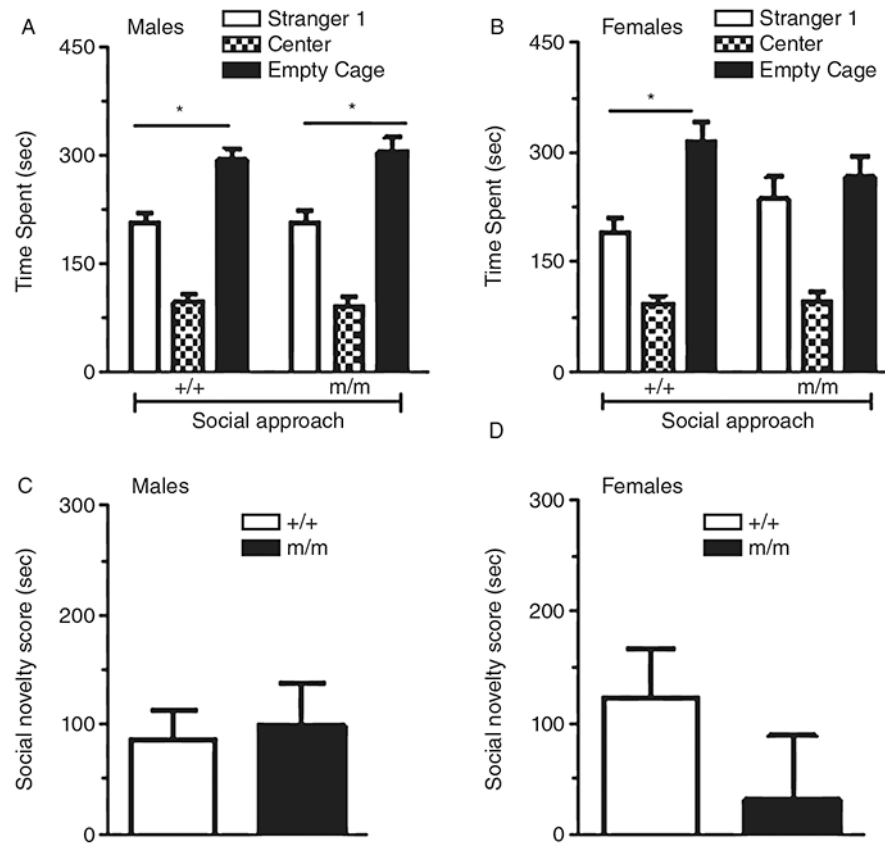 A
Males
Stranger 1
Center
Empty Cage
450
300
150
0
Time Spent (sec)
*
*
+/+
m/m
Social approach
B
Females
Stranger 1
Center
Empty Cage
450
300
150
0
Time Spent (sec)
*
+/+
m/m
Social approach
C
Males
+/+
m/m
300
200
100
0
Social novelty score (sec)
D
Females
+/+
m/m
300
200
100
0
Social novelty score (sec)